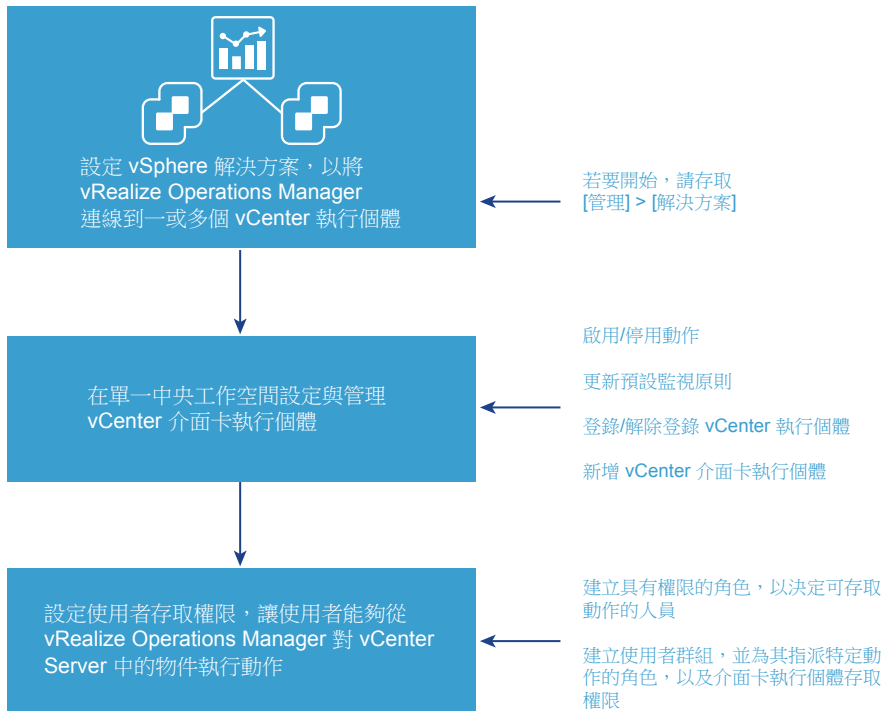 設定 vSphere 解決方案，以將
vRealize Operations Manager
連線到一或多個 vCenter 執行個體
若要開始，請存取
[管理] > [解決方案]
在單一中央工作空間設定與管理
vCenter 介面卡執行個體
啟用/停用動作
更新預設監視原則
登錄/解除登錄 vCenter 執行個體
新增 vCenter 介面卡執行個體
設定使用者存取權限，讓使用者能夠從
vRealize Operations Manager 對 vCenter
Server 中的物件執行動作
建立具有權限的角色，以決定可存取
動作的人員
建立使用者群組，並為其指派特定動
作的角色，以及介面卡執行個體存取
權限